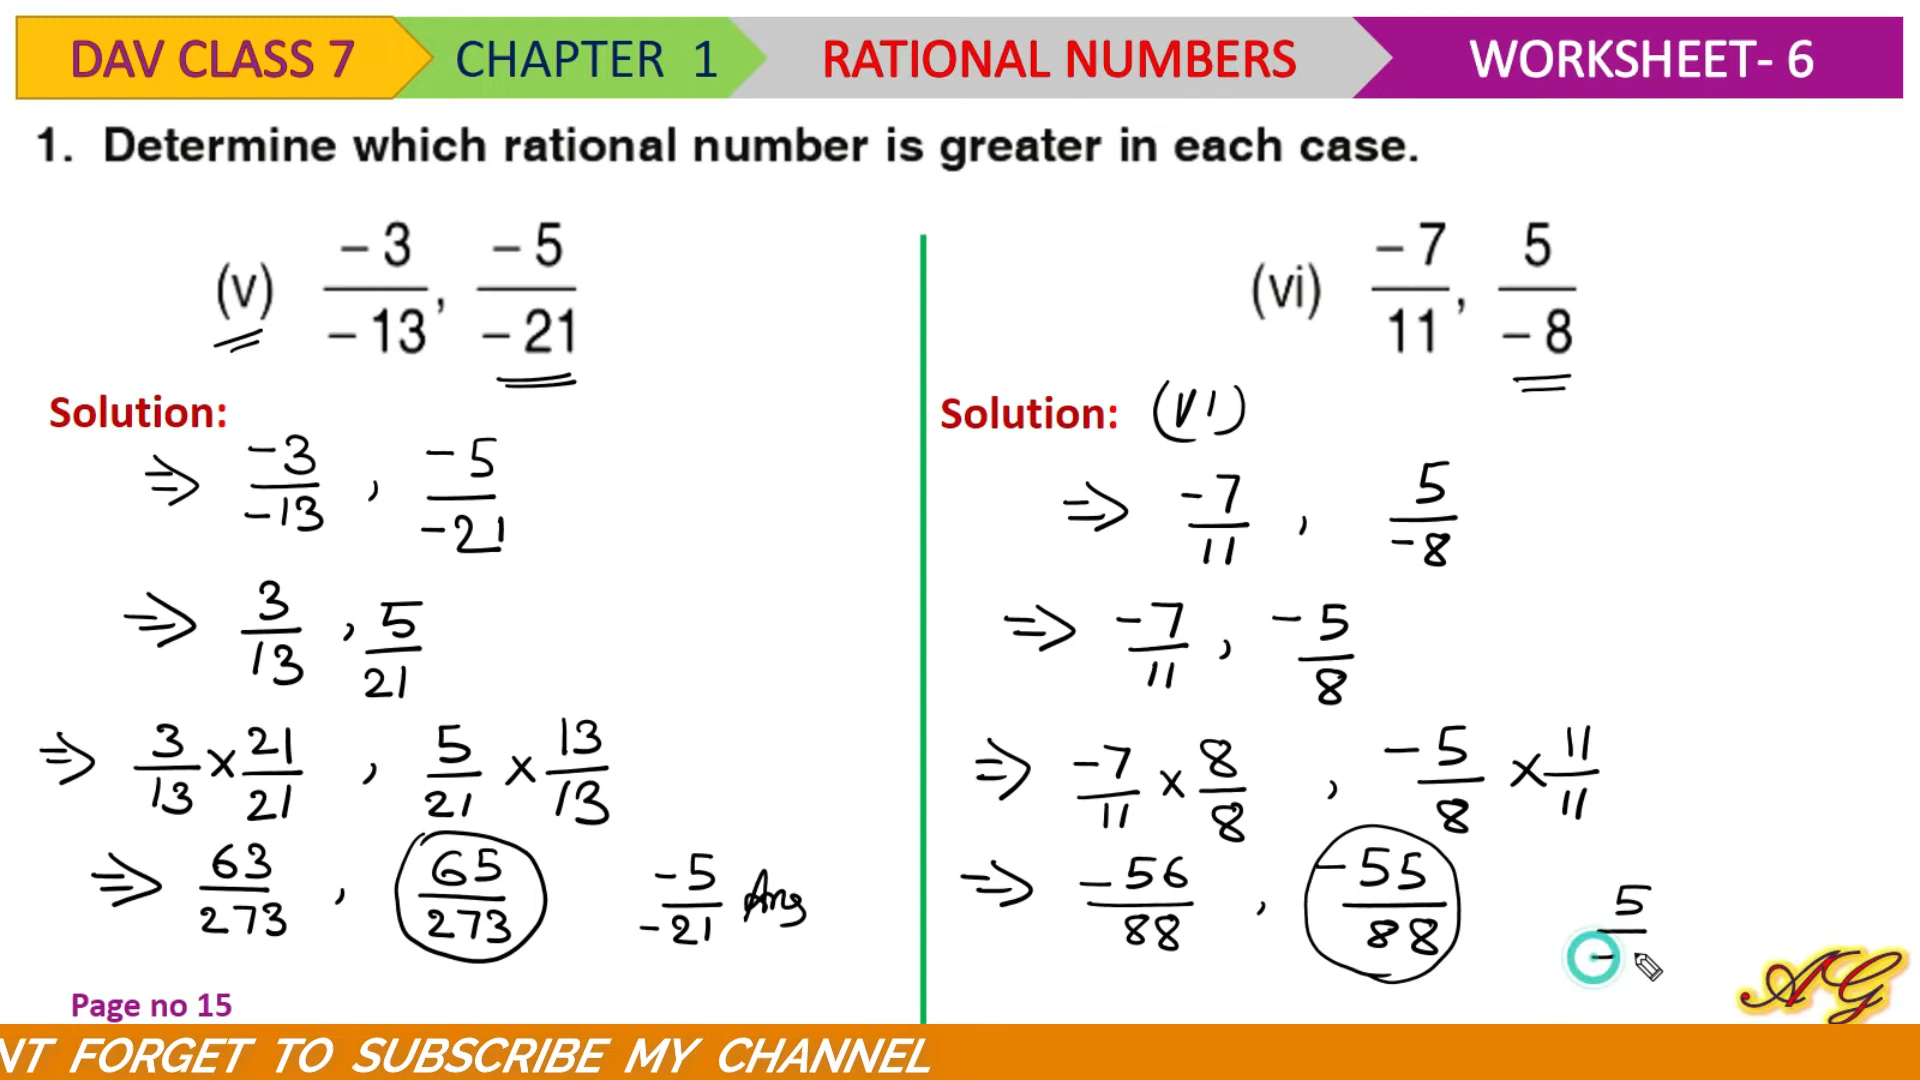 DAV CLASS 7 CHAPTER 1 RATIONAL NUMBERS WORKSHEET- 6
1. Determine which rational number is greater in each case.
(v) -3/-13, -5/-21
Solution:
⇒ -3/-13 , -5/-21
⇒ 3/13 , 5/21
⇒ 3/13 × 21/21 , 5/21 × 13/13
⇒ 63/273 , 65/273 -5/-21 Ans
Page no 15
(vi) -7/11, 5/-8
Solution: (VI)
⇒ -7/11 , 5/-8
⇒ -7/11 , -5/8
⇒ -7/11 × 8/8 , -5/8 × 11/11
⇒ -56/88 , -55/88 5/-
AG
NT FORGET TO SUBSCRIBE MY CHANNEL